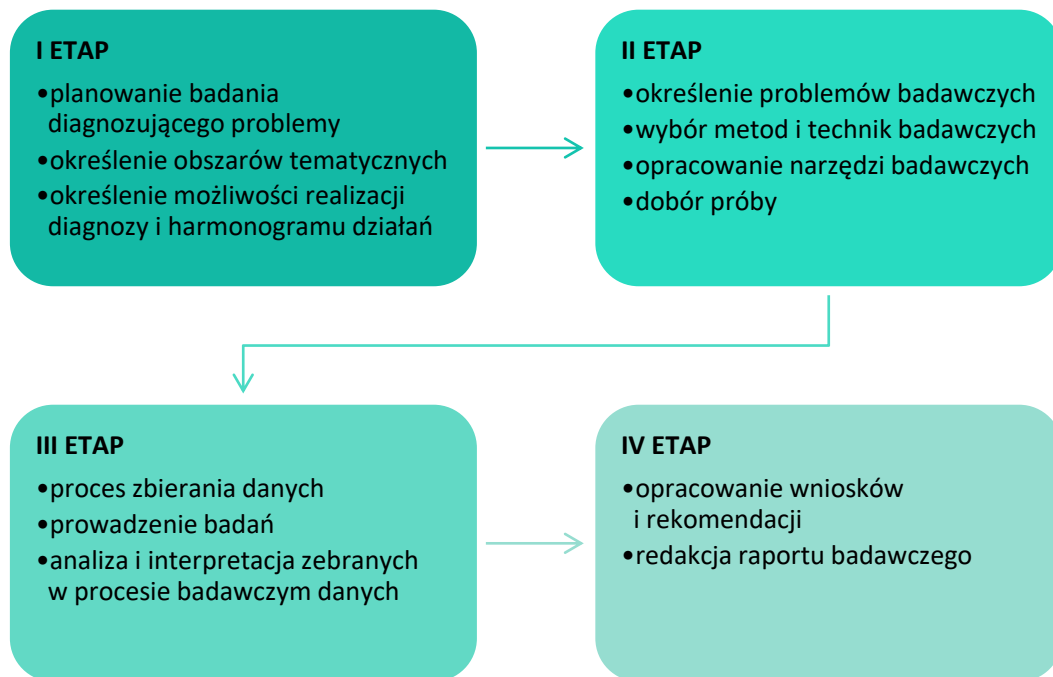 I ETAP
•planowanie badania
diagnozującego problemy
•określenie obszarów tematycznych
•określenie możliwości realizacji
diagnozy i harmonogramu działań
II ETAP
•określenie problemów badawczych
•wybór metod i technik badawczych
•opracowanie narzędzi badawczych
•dobór próby
III ETAP
•proces zbierania danych
•prowadzenie badań
•analiza i interpretacja zebranych
w procesie badawczym danych
IV ETAP
•opracowanie wniosków
i rekomendacji
•redakcja raportu badawczego